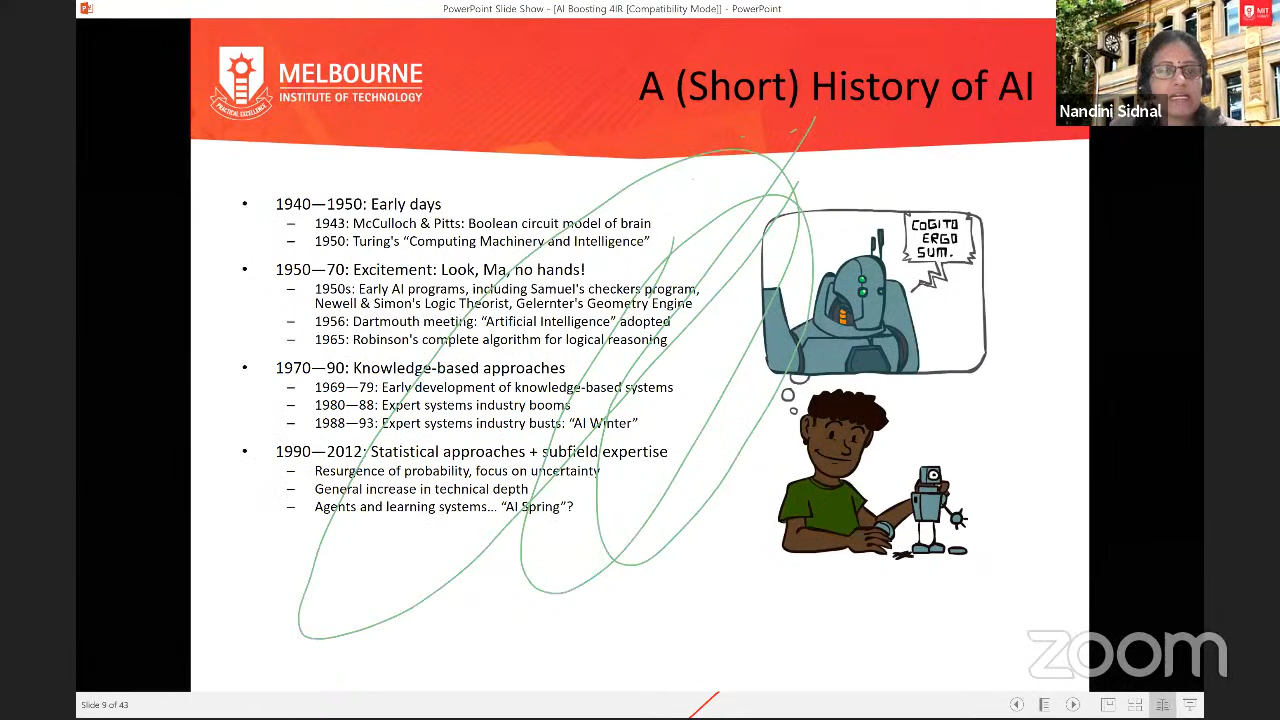 PowerPoint Slide Show - [AI Boosting 4IR [Compatibility Mode]] - PowerPoint
MIT
MELBOURNE
INSTITUTE OF TECHNOLOGY
PRACTICAL EXCELLENCE
A (Short) History of AI
Nandini Sidnal
• 1940—1950: Early days
– 1943: McCulloch & Pitts: Boolean circuit model of brain
– 1950: Turing's “Computing Machinery and Intelligence”
• 1950—70: Excitement: Look, Ma, no hands!
– 1950s: Early AI programs, including Samuel's checkers program,
Newell & Simon's Logic Theorist, Gelernter's Geometry Engine
– 1956: Dartmouth meeting: “Artificial Intelligence” adopted
– 1965: Robinson's complete algorithm for logical reasoning
• 1970—90: Knowledge-based approaches
– 1969—79: Early development of knowledge-based systems
– 1980—88: Expert systems industry booms
– 1988—93: Expert systems industry busts: “AI Winter”
• 1990—2012: Statistical approaches + subfield expertise
– Resurgence of probability, focus on uncertainty
– General increase in technical depth
– Agents and learning systems... “AI Spring”?
COGITO
ERGO
SUM.
zoom
Slide 9 of 43